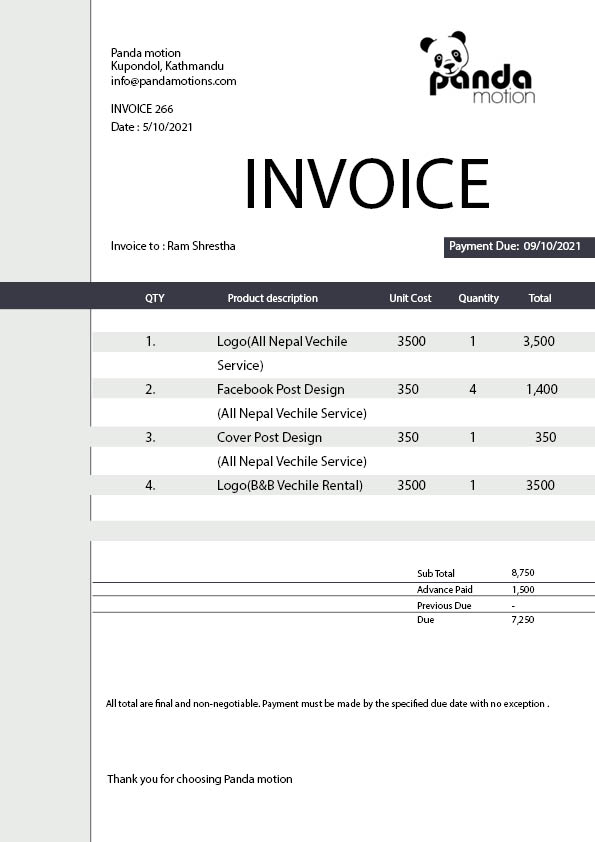 Panda motion
Kupondol, Kathmandu
info@pandamotions.com
panda
motion
INVOICE 266
Date : 5/10/2021
INVOICE
Invoice to : Ram Shrestha
Payment Due: 09/10/2021
QTY Product description Unit Cost Quantity Total
1. Logo(All Nepal Vechile 3500 1 3,500
Service)
2. Facebook Post Design 350 4 1,400
(All Nepal Vechile Service)
3. Cover Post Design 350 1 350
(All Nepal Vechile Service)
4. Logo(B&B Vechile Rental) 3500 1 3500
Sub Total 8,750
Advance Paid 1,500
Previous Due -
Due 7,250
All total are final and non-negotiable. Payment must be made by the specified due date with no exception .
Thank you for choosing Panda motion